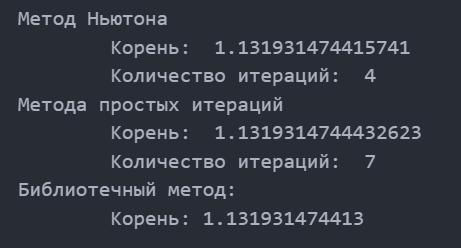 Метод Ньютона
Корень:  1.131931474415741
Количество итераций:  4
Метода простых итераций
Корень:  1.1319314744432623
Количество итераций:  7
Библиотечный метод:
Корень: 1.131931474413